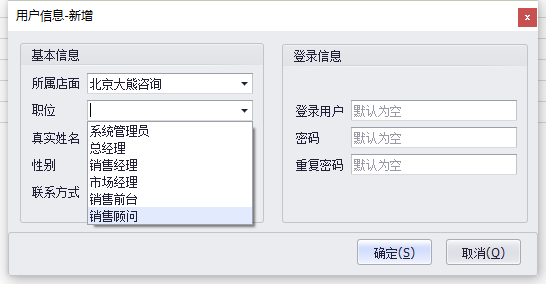 用户信息-新增
x
基本信息
所属店面 北京大熊咨询
职位
系统管理员
总经理
销售经理
市场经理
销售前台
销售顾问
真实姓名
性别
联系方式
登录信息
登录用户 默认为空
密码 默认为空
重复密码 默认为空
确定(S)
取消(Q)